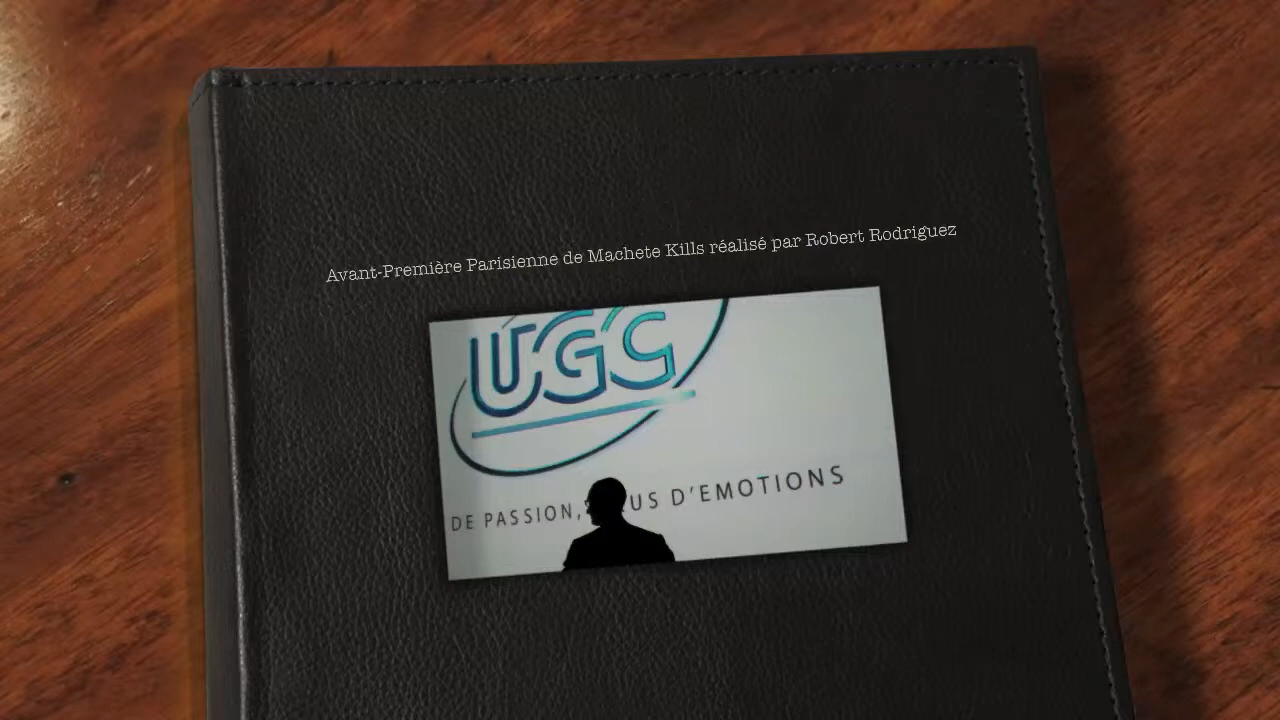 Avant-Première Parisienne de Machete Kills réalisé par Robert Rodriguez
UGC
DE PASSION, US D'EMOTIONS